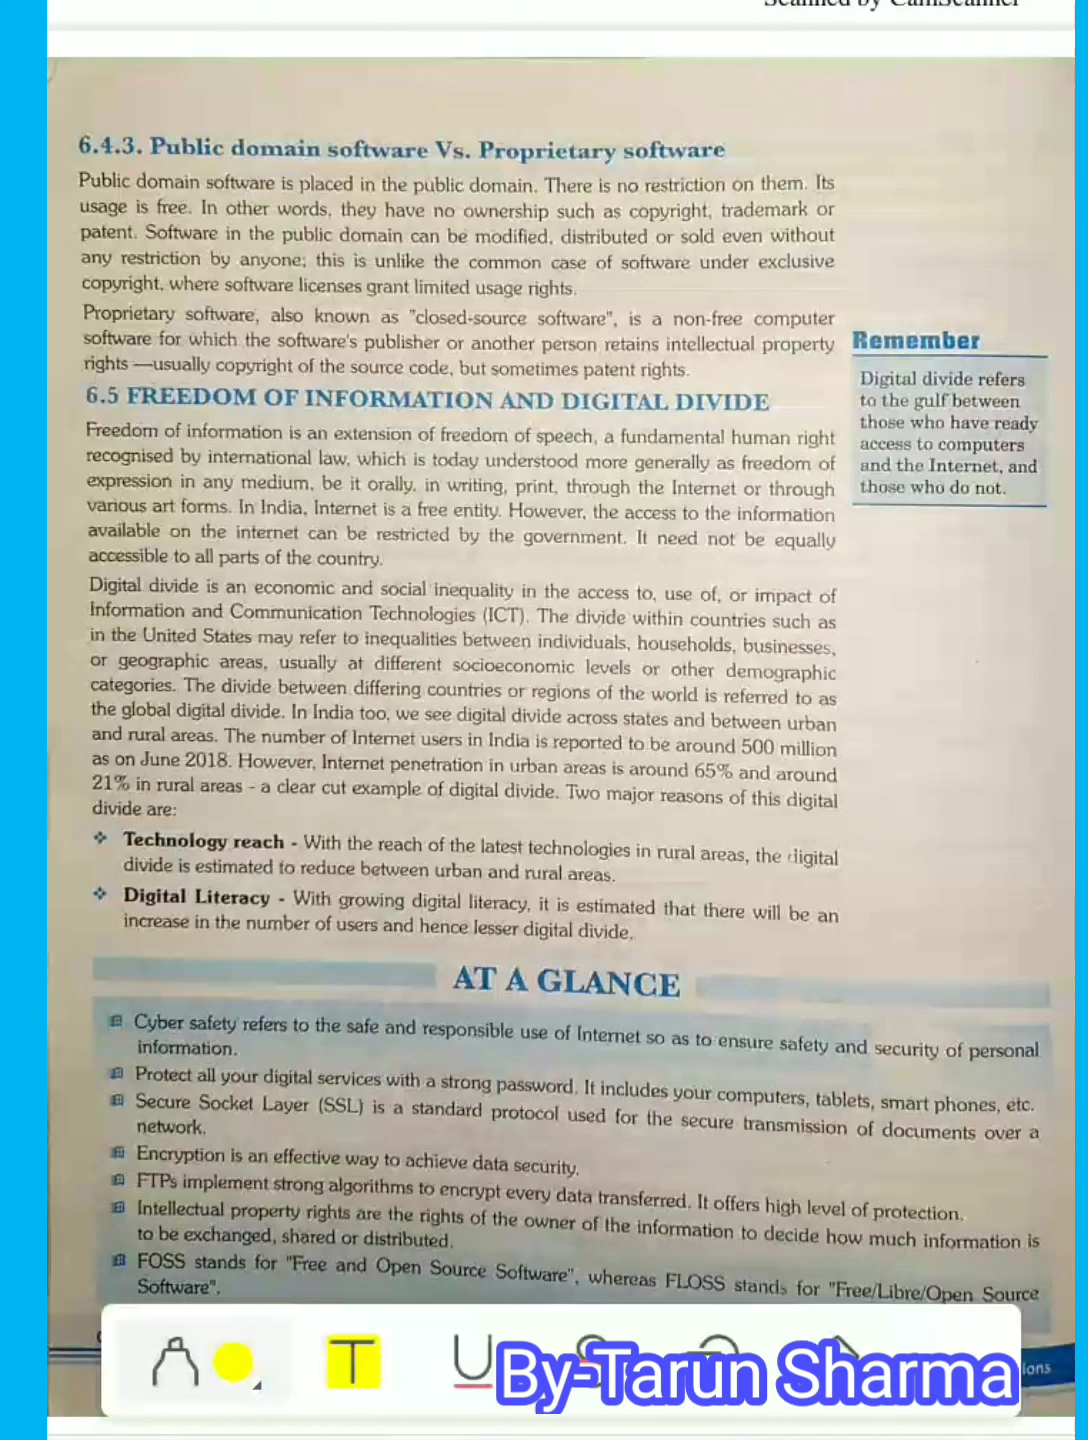 Scanned by CamScanner
6.4.3. Public domain software Vs. Proprietary software
Public domain software is placed in the public domain. There is no restriction on them. Its
usage is free. In other words, they have no ownership such as copyright, trademark or
patent. Software in the public domain can be modified, distributed or sold even without
any restriction by anyone; this is unlike the common case of software under exclusive
copyright, where software licenses grant limited usage rights.
Proprietary software, also known as "closed-source software", is a non-free computer
software for which the software's publisher or another person retains intellectual property
rights —usually copyright of the source code, but sometimes patent rights.
6.5 FREEDOM OF INFORMATION AND DIGITAL DIVIDE
Freedom of information is an extension of freedom of speech, a fundamental human right
recognised by international law, which is today understood more generally as freedom of
expression in any medium, be it orally, in writing, print, through the Internet or through
various art forms. In India, Internet is a free entity. However, the access to the information
available on the internet can be restricted by the government. It need not be equally
accessible to all parts of the country.
Digital divide is an economic and social inequality in the access to, use of, or impact of
Information and Communication Technologies (ICT). The divide within countries such as
in the United States may refer to inequalities between individuals, households, businesses,
or geographic areas, usually at different socioeconomic levels or other demographic
categories. The divide between differing countries or regions of the world is referred to as
the global digital divide. In India too, we see digital divide across states and between urban
and rural areas. The number of Internet users in India is reported to be around 500 million
as on June 2018. However, Internet penetration in urban areas is around 65% and around
21% in rural areas - a clear cut example of digital divide. Two major reasons of this digital
divide are:
❖ Technology reach - With the reach of the latest technologies in rural areas, the digital
divide is estimated to reduce between urban and rural areas.
❖ Digital Literacy - With growing digital literacy, it is estimated that there will be an
increase in the number of users and hence lesser digital divide.
Remember
Digital divide refers
to the gulf between
those who have ready
access to computers
and the Internet, and
those who do not.
AT A GLANCE
Cyber safety refers to the safe and responsible use of Internet so as to ensure safety and security of personal
information.
Protect all your digital services with a strong password. It includes your computers, tablets, smart phones, etc.
Secure Socket Layer (SSL) is a standard protocol used for the secure transmission of documents over a
network.
Encryption is an effective way to achieve data security.
FTPs implement strong algorithms to encrypt every data transferred. It offers high level of protection.
Intellectual property rights are the rights of the owner of the information to decide how much information is
to be exchanged, shared or distributed.
FOSS stands for "Free and Open Source Software", whereas FLOSS stands for "Free/Libre/Open Source
Software".
T U
By-Tarun Sharma
ions